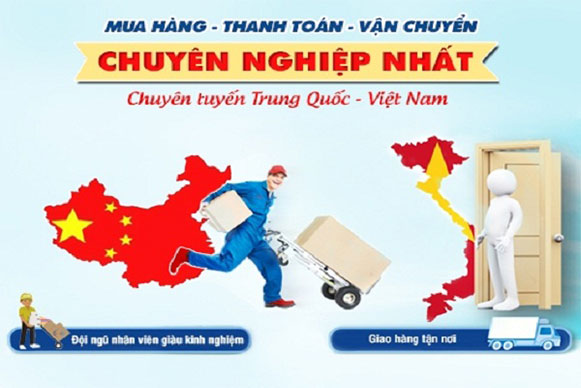 MUA HÀNG - THANH TOÁN - VẬN CHUYỂN
CHUYÊN NGHIỆP NHẤT
Chuyên tuyến Trung Quốc - Việt Nam
Đội ngũ nhân viên giàu kinh nghiệm
Giao hàng tận nơi